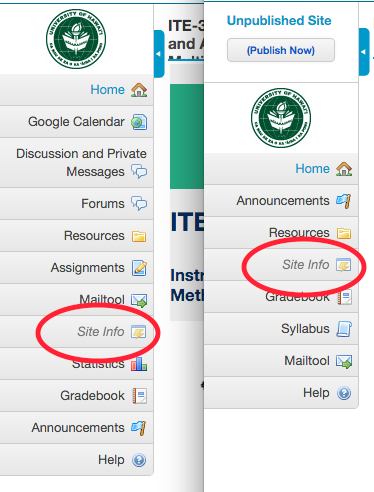 UNIVERSITY OF HAWAI'I
Home
Google Calendar
Discussion and Private
Messages
Forums
Resources
Assignments
Mailtool
Site Info
Statistics
Gradebook
Announcements
Help
ITE-3
and A
ITE
Instr
Meth
Unpublished Site
(Publish Now)
UNIVERSITY OF HAWAI'I
Home
Announcements
Resources
Site Info
Gradebook
Syllabus
Mailtool
Help